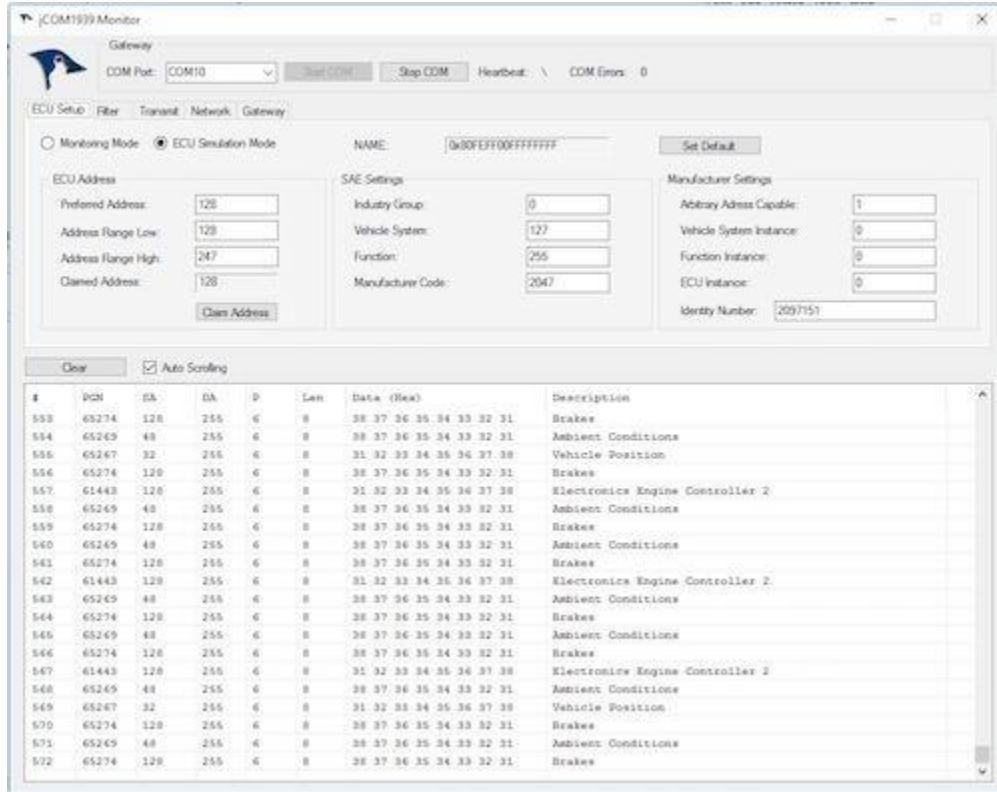 jCOM1939 Monitor
Gateway
COM Port: COM10 Start COM Stop COM Heartbeat: \ COM Errors: 0
ECU Setup Filter Transmit Network Gateway
Monitoring Mode ECU Simulation Mode NAME: 0x80FEFF00FFFFFFFF Set Default
ECU Address SAE Settings Manufacturer Settings
Preferred Address: 128 Industry Group: 0 Arbitrary Adress Capable: 1
Address Range Low: 128 Vehicle System: 127 Vehicle System Instance: 0
Address Range High: 247 Function: 255 Function Instance: 0
Claimed Address: 128 Manufacturer Code: 2047 ECU Instance: 0
Claim Address Identity Number: 2097151
Clear Auto Scrolling
# PGN SA DA P Len Data (Hex) Description
553 65274 128 255 6 8 38 37 36 35 34 33 32 31 Brakes
554 65269 48 255 6 8 38 37 36 35 34 33 32 31 Ambient Conditions
555 65267 32 255 6 8 31 32 33 34 35 36 37 38 Vehicle Position
556 65274 128 255 6 8 38 37 36 35 34 33 32 31 Brakes
557 61443 128 255 6 8 31 32 33 34 35 36 37 38 Electronics Engine Controller 2
558 65269 48 255 6 8 38 37 36 35 34 33 32 31 Ambient Conditions
559 65274 128 255 6 8 38 37 36 35 34 33 32 31 Brakes
560 65269 48 255 6 8 38 37 36 35 34 33 32 31 Ambient Conditions
561 65274 128 255 6 8 38 37 36 35 34 33 32 31 Brakes
562 61443 128 255 6 8 31 32 33 34 35 36 37 38 Electronics Engine Controller 2
563 65269 48 255 6 8 38 37 36 35 34 33 32 31 Ambient Conditions
564 65274 128 255 6 8 38 37 36 35 34 33 32 31 Brakes
565 65269 48 255 6 8 38 37 36 35 34 33 32 31 Ambient Conditions
566 65274 128 255 6 8 38 37 36 35 34 33 32 31 Brakes
567 61443 128 255 6 8 31 32 33 34 35 36 37 38 Electronics Engine Controller 2
568 65269 48 255 6 8 38 37 36 35 34 33 32 31 Ambient Conditions
569 65267 32 255 6 8 31 32 33 34 35 36 37 38 Vehicle Position
570 65274 128 255 6 8 38 37 36 35 34 33 32 31 Brakes
571 65269 48 255 6 8 38 37 36 35 34 33 32 31 Ambient Conditions
572 65274 128 255 6 8 38 37 36 35 34 33 32 31 Brakes